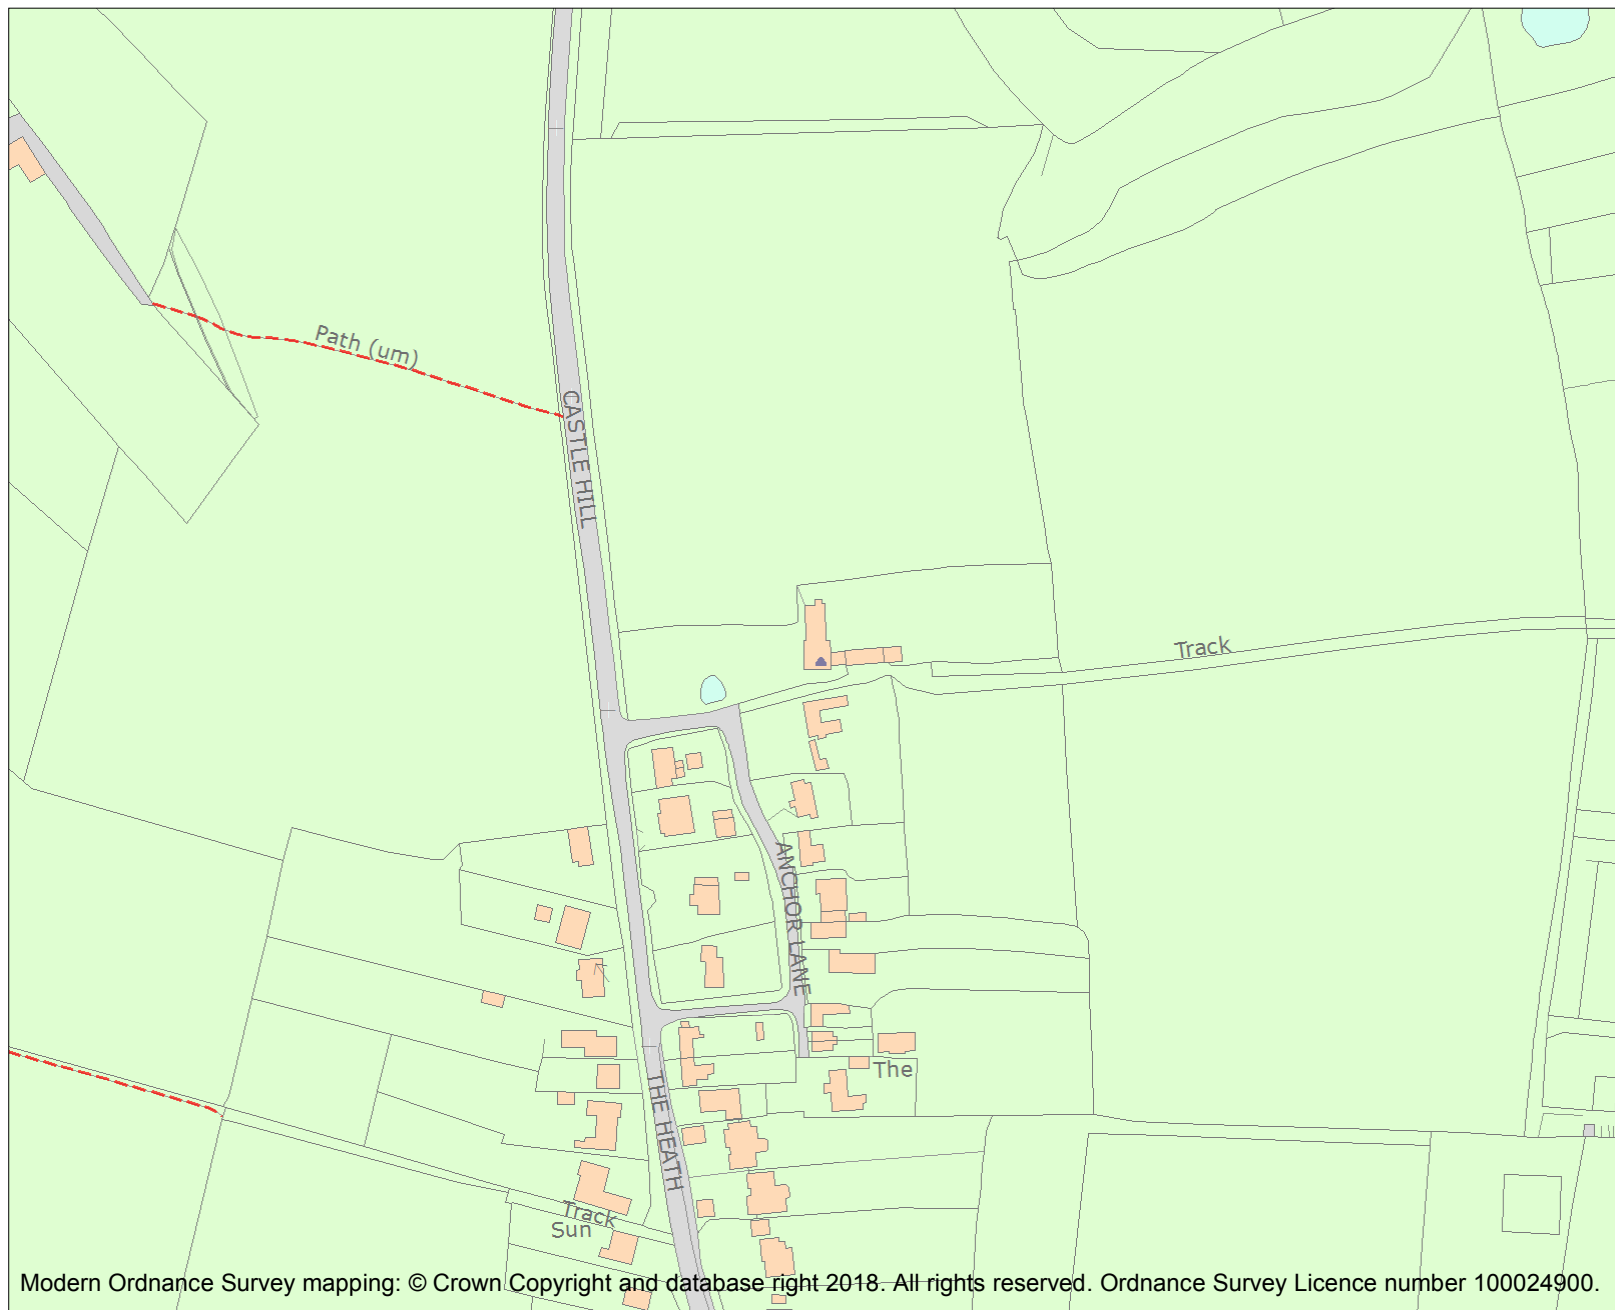 Path (um)
CASTLE HILL
Track
ANCHOR LANE
The
THE HEATH
Track
Sun
Modern Ordnance Survey mapping: © Crown Copyright and database right 2018. All rights reserved. Ordnance Survey Licence number 100024900.